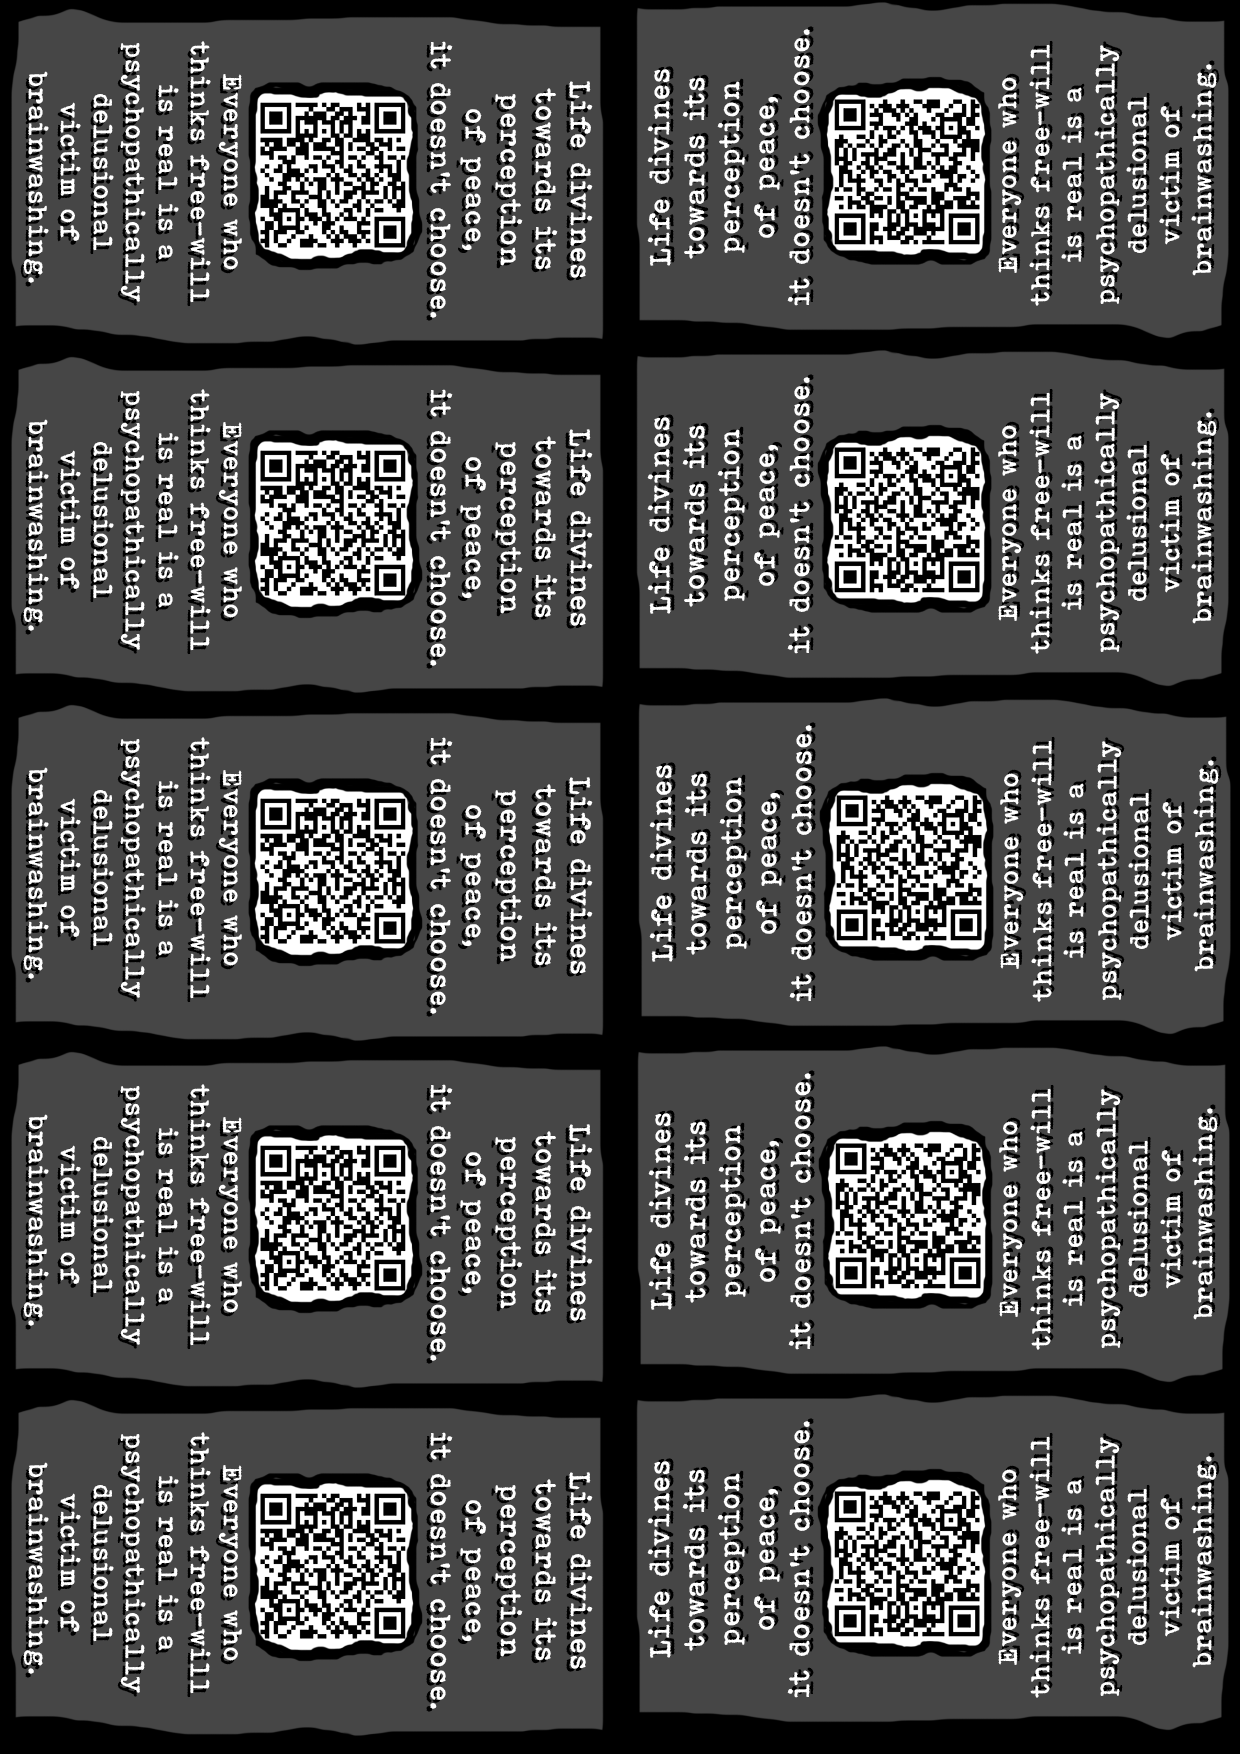 Life divines
towards its
perception
of peace,
it doesn't choose.
Everyone who
thinks free-will
is real is a
psychopathically
delusional
victim of
brainwashing.
Life divines
towards its
perception
of peace,
it doesn't choose.
Everyone who
thinks free-will
is real is a
psychopathically
delusional
victim of
brainwashing.
Life divines
towards its
perception
of peace,
it doesn't choose.
Everyone who
thinks free-will
is real is a
psychopathically
delusional
victim of
brainwashing.
Life divines
towards its
perception
of peace,
it doesn't choose.
Everyone who
thinks free-will
is real is a
psychopathically
delusional
victim of
brainwashing.
Life divines
towards its
perception
of peace,
it doesn't choose.
Everyone who
thinks free-will
is real is a
psychopathically
delusional
victim of
brainwashing.
Life divines
towards its
perception
of peace,
it doesn't choose.
Everyone who
thinks free-will
is real is a
psychopathically
delusional
victim of
brainwashing.
Life divines
towards its
perception
of peace,
it doesn't choose.
Everyone who
thinks free-will
is real is a
psychopathically
delusional
victim of
brainwashing.
Life divines
towards its
perception
of peace,
it doesn't choose.
Everyone who
thinks free-will
is real is a
psychopathically
delusional
victim of
brainwashing.
Life divines
towards its
perception
of peace,
it doesn't choose.
Everyone who
thinks free-will
is real is a
psychopathically
delusional
victim of
brainwashing.
Life divines
towards its
perception
of peace,
it doesn't choose.
Everyone who
thinks free-will
is real is a
psychopathically
delusional
victim of
brainwashing.